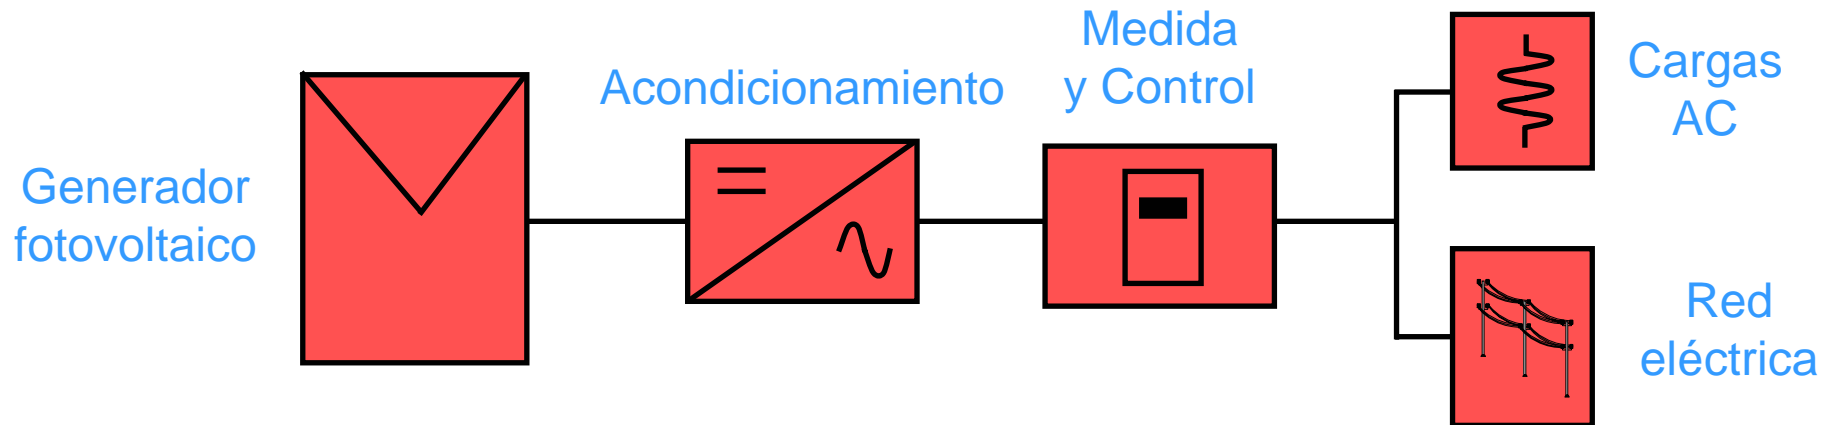 Generador
fotovoltaico
Acondicionamiento
Medida
y Control
Cargas
AC
Red
eléctrica